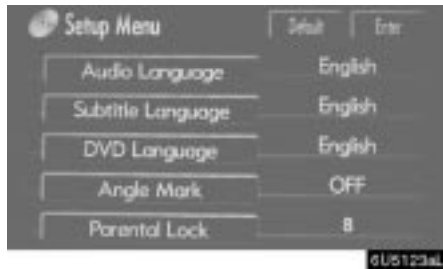 Setup Menu Default Enter
Audio Language English
Subtitle Language English
DVD Language English
Angle Mark OFF
Parental Lock 8
6U5123aL